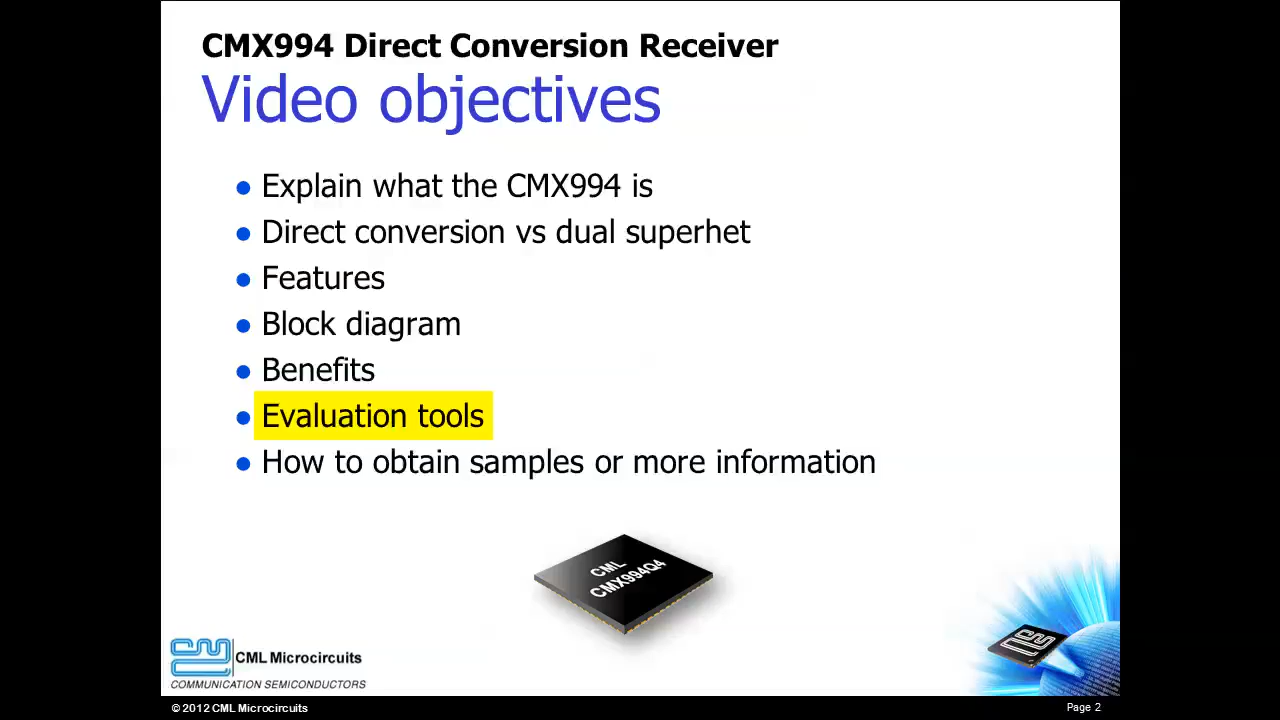 CMX994 Direct Conversion Receiver
Video objectives
● Explain what the CMX994 is
● Direct conversion vs dual superhet
● Features
● Block diagram
● Benefits
● Evaluation tools
● How to obtain samples or more information
CML
CMX994Q4
CML Microcircuits
COMMUNICATION SEMICONDUCTORS
© 2012 CML Microcircuits
Page 2